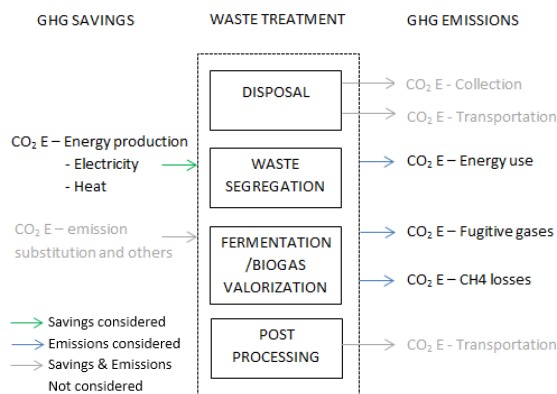 GHG SAVINGS
WASTE TREATMENT
GHG EMISSIONS
DISPOSAL
CO₂ E - Collection
CO₂ E - Transportation
CO₂ E – Energy production
- Electricity
- Heat
WASTE
SEGREGATION
CO₂ E – Energy use
CO₂ E – emission
substitution and others
FERMENTATION
/BIOGAS
VALORIZATION
CO₂ E – Fugitive gases
CO₂ E – CH4 losses
Savings considered
Emissions considered
Savings & Emissions
Not considered
POST
PROCESSING
CO₂ E - Transportation